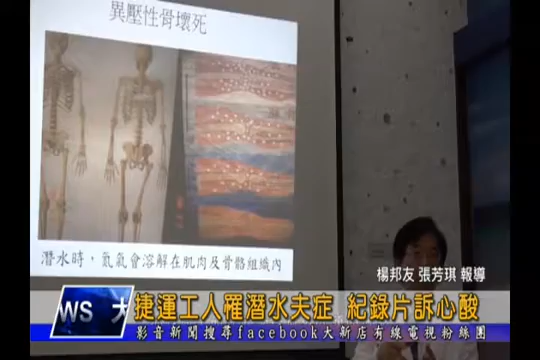 異壓性骨壞死
潛水時，氮氣會溶解在肌肉及骨骼組織內
楊邦友 張芳琪 報導
WS 大
捷運工人罹潛水夫症 紀錄片訴心酸
影音新聞搜尋facebook大新店有線電視粉絲團